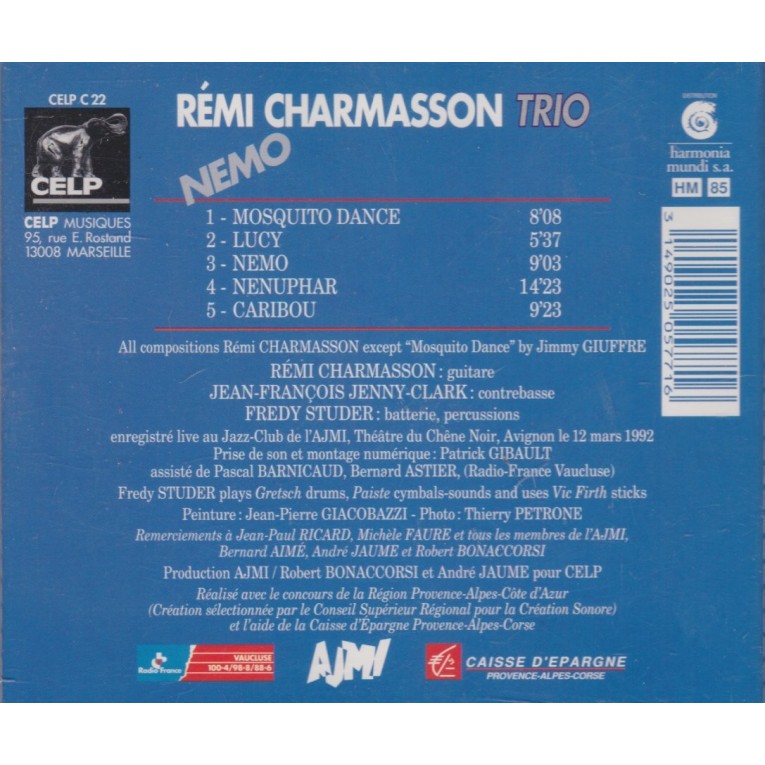 CELP C 22
CELP
CELP MUSIQUES
95, rue E. Rostand
13008 MARSEILLE
RÉMI CHARMASSON TRIO
NEMO
DISTRIBUTION
harmonia
mundi s.a.
HM 85
1 - MOSQUITO DANCE 8'08
2 - LUCY 5'37
3 - NEMO 9'03
4 - NENUPHAR 14'23
5 - CARIBOU 9'23
3 149025 057716
All compositions Rémi CHARMASSON except “Mosquito Dance” by Jimmy GIUFFRE
RÉMI CHARMASSON : guitare
JEAN-FRANÇOIS JENNY-CLARK : contrebasse
FREDY STUDER : batterie, percussions
enregistré live au Jazz-Club de l'AJMI, Théâtre du Chêne Noir, Avignon le 12 mars 1992
Prise de son et montage numérique : Patrick GIBAULT
assisté de Pascal BARNICAUD, Bernard ASTIER, (Radio-France Vaucluse)
Fredy STUDER plays Gretsch drums, Paiste cymbals-sounds and uses Vic Firth sticks
Peinture : Jean-Pierre GIACOBAZZI - Photo : Thierry PETRONE
Remerciements à Jean-Paul RICARD, Michèle FAURE et tous les membres de l'AJMI,
Bernard AIMÉ, André JAUME et Robert BONACCORSI
Production AJMI / Robert BONACCORSI et André JAUME pour CELP
Réalisé avec le concours de la Région Provence-Alpes-Côte d'Azur
(Création sélectionnée par le Conseil Supérieur Régional pour la Création Sonore)
et l'aide de la Caisse d'Épargne Provence-Alpes-Corse
Radio France
VAUCLUSE
100-4/98-8/88-6
AJMI
CAISSE D'EPARGNE
PROVENCE-ALPES-CORSE